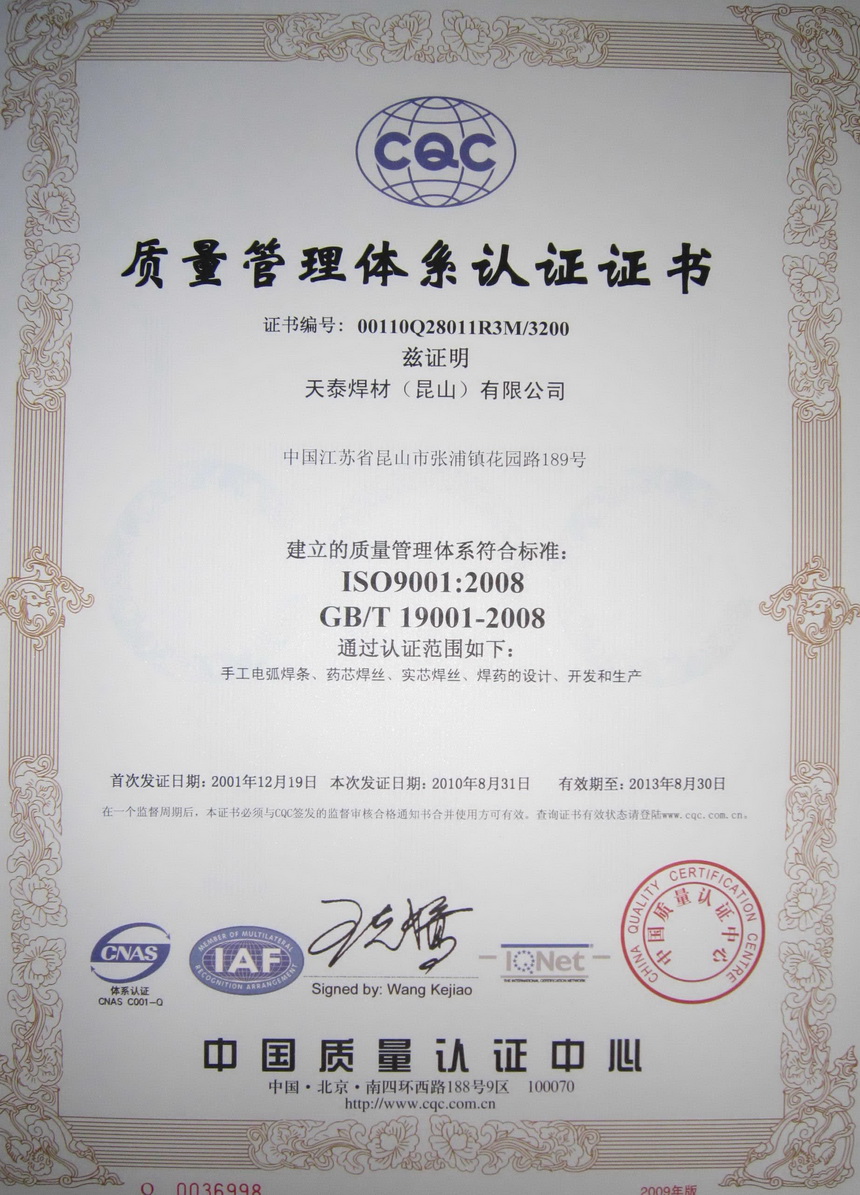 CQC
质量管理体系认证证书
证书编号：00110Q28011R3M/3200
兹证明
天泰焊材（昆山）有限公司
中国江苏省昆山市张浦镇花园路189号
建立的质量管理体系符合标准：
ISO9001:2008
GB/T 19001-2008
通过认证范围如下：
手工电弧焊条、药芯焊丝、实芯焊丝、焊药的设计、开发和生产
首次发证日期：2001年12月19日 本次发证日期：2010年8月31日 有效期至：2013年8月30日
在一个监督周期后，本证书必须与CQC签发的监督审核合格通知书合并使用方可有效。查询证书有效状态请登陆www.cqc.com.cn。
CNAS
体系认证
CNAS C001-Q
MEMBER OF MULTILATERAL
IAF
RECOGNITION ARRANGEMENT
王克娇
Signed by: Wang Kejiao
IQNet
THE INTERNATIONAL CERTIFICATION NETWORK
CHINA QUALITY CERTIFICATION CENTRE
中国质量认证中心
中国质量认证中心
中国·北京·南四环西路188号9区 100070
http://www.cqc.com.cn
Q 0036998
2009年版